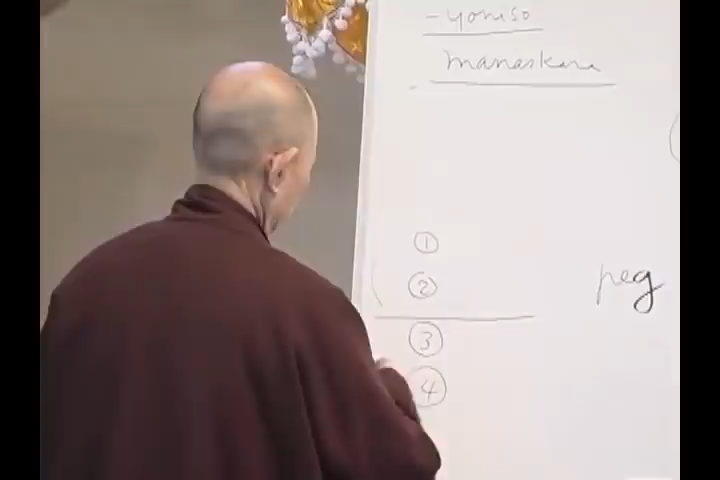 - yoniso
manaskara
①
②
peg
③
④